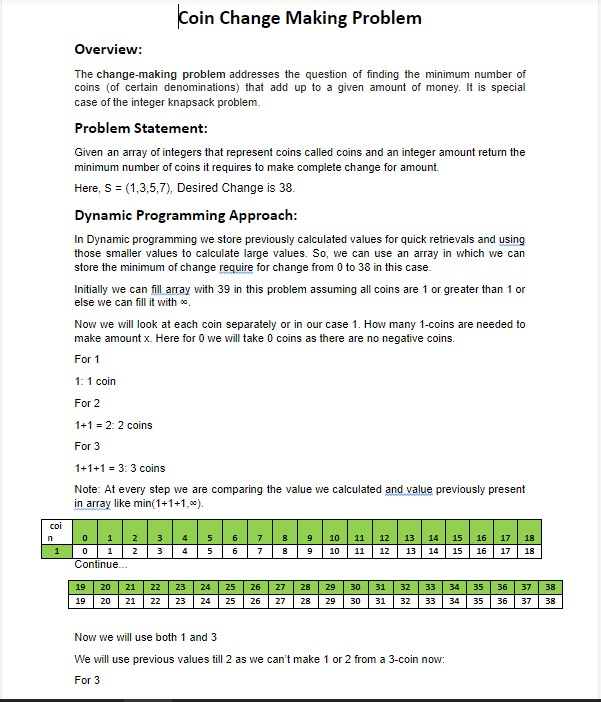 Coin Change Making Problem
Overview:
The change-making problem addresses the question of finding the minimum number of
coins (of certain denominations) that add up to a given amount of money. It is special
case of the integer knapsack problem.
Problem Statement:
Given an array of integers that represent coins called coins and an integer amount return the
minimum number of coins it requires to make complete change for amount.
Here, S = (1,3,5,7), Desired Change is 38.
Dynamic Programming Approach:
In Dynamic programming we store previously calculated values for quick retrievals and using
those smaller values to calculate large values. So, we can use an array in which we can
store the minimum of change require for change from 0 to 38 in this case.
Initially we can fill array with 39 in this problem assuming all coins are 1 or greater than 1 or
else we can fill it with ∞.
Now we will look at each coin separately or in our case 1. How many 1-coins are needed to
make amount x. Here for 0 we will take 0 coins as there are no negative coins.
For 1
1: 1 coin
For 2
1+1 = 2: 2 coins
For 3
1+1+1 = 3: 3 coins
Note: At every step we are comparing the value we calculated and value previously present
in array like min(1+1+1,∞).
coi
n 0 1 2 3 4 5 6 7 8 9 10 11 12 13 14 15 16 17 18
1 0 1 2 3 4 5 6 7 8 9 10 11 12 13 14 15 16 17 18
Continue...
19 20 21 22 23 24 25 26 27 28 29 30 31 32 33 34 35 36 37 38
19 20 21 22 23 24 25 26 27 28 29 30 31 32 33 34 35 36 37 38
Now we will use both 1 and 3
We will use previous values till 2 as we can't make 1 or 2 from a 3-coin now:
For 3